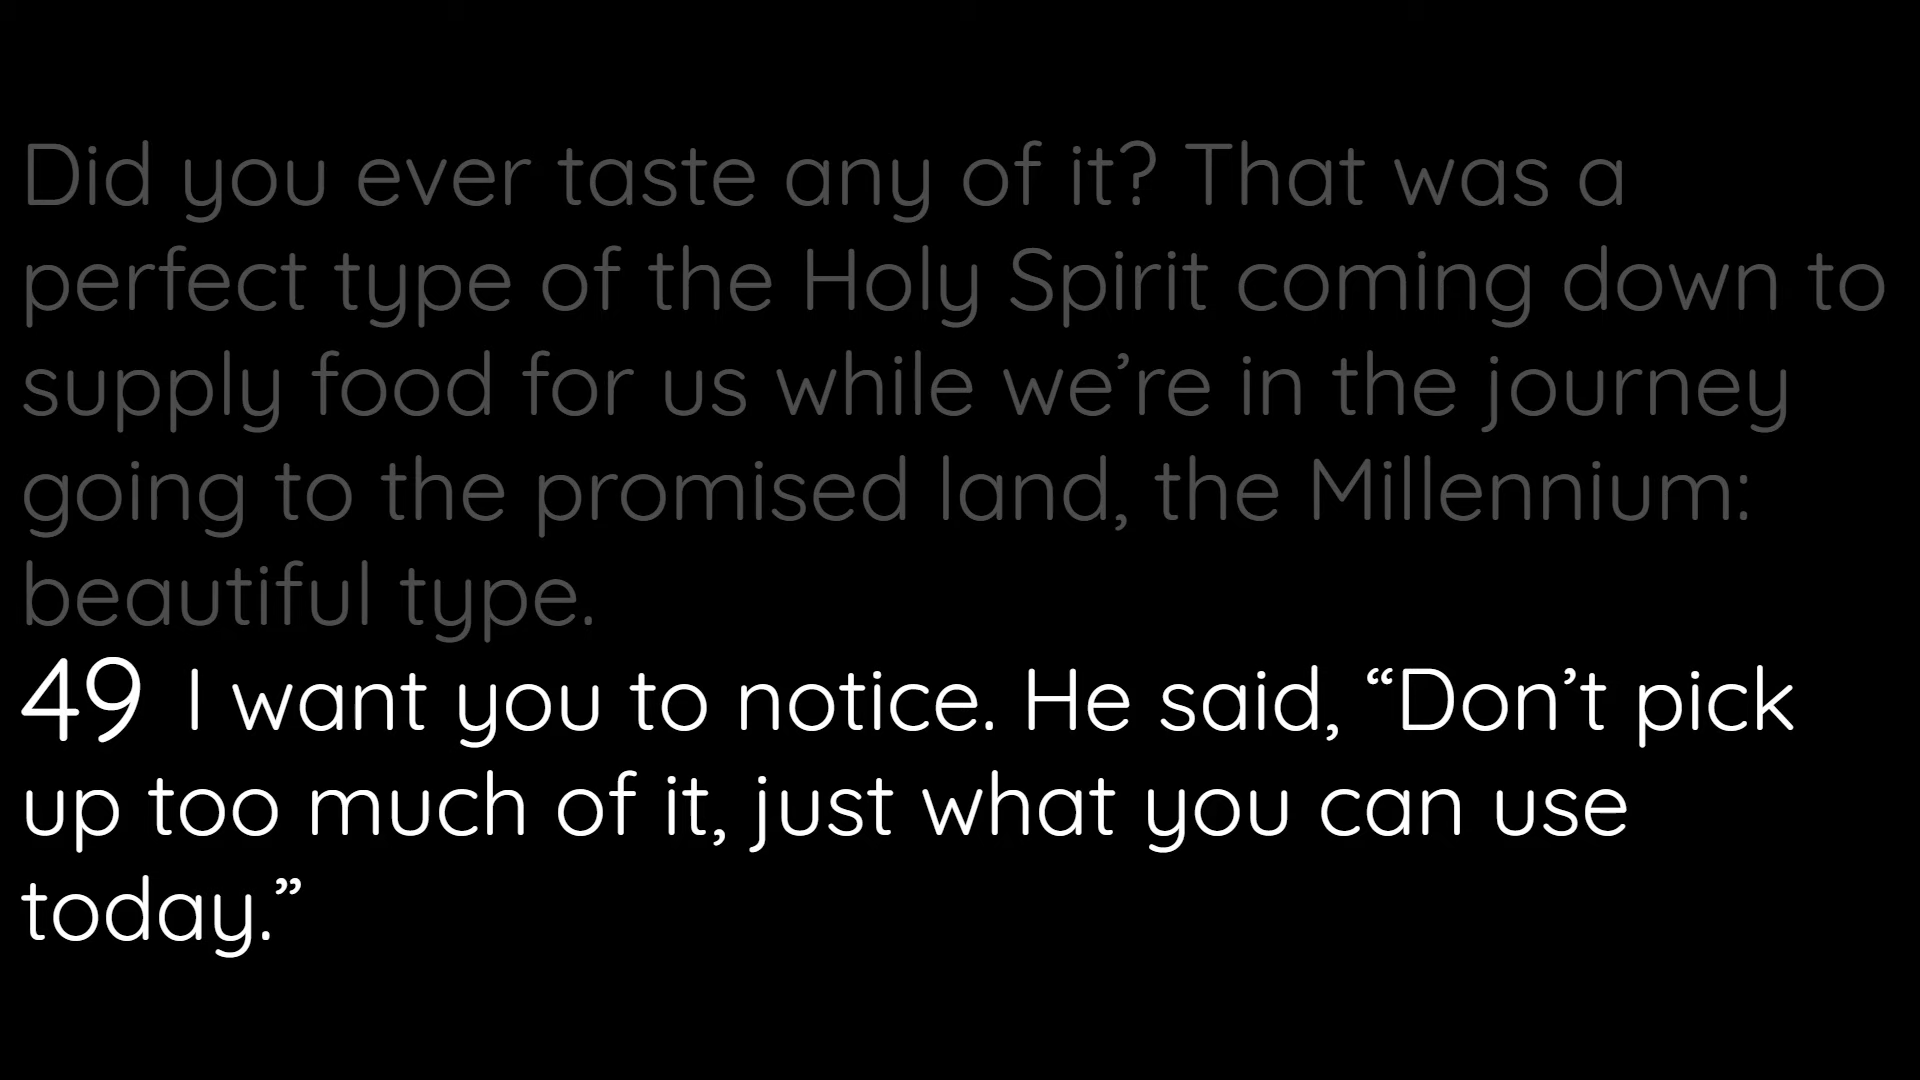 Did you ever taste any of it? That was a
perfect type of the Holy Spirit coming down to
supply food for us while we’re in the journey
going to the promised land, the Millennium:
beautiful type.
49 I want you to notice. He said, “Don’t pick
up too much of it, just what you can use
today.”